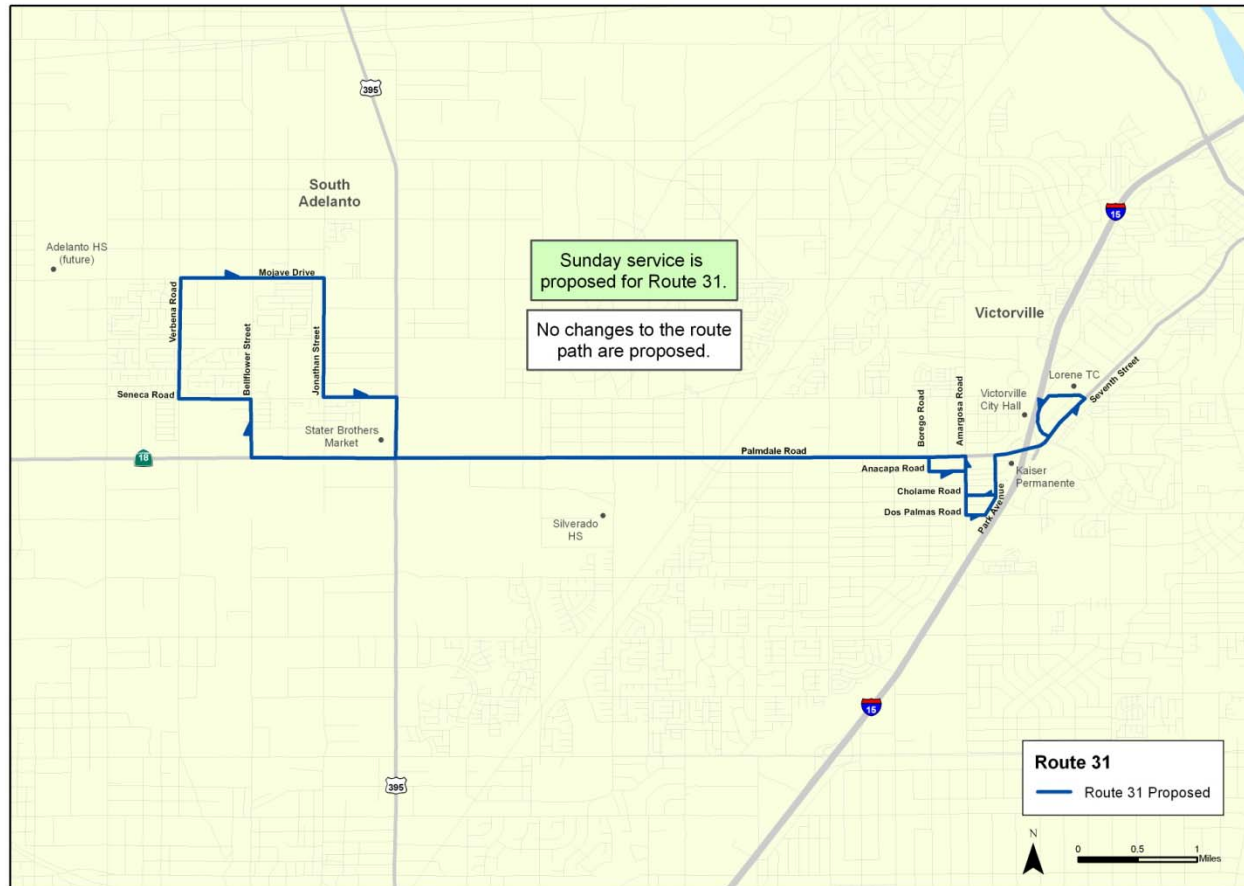 395
South
Adelanto
15
Adelanto HS
(future)
Sunday service is
proposed for Route 31.
Mojave Drive
No changes to the route
path are proposed.
Victorville
Verbena Road
Bellflower Street
Jonathan Street
Lorene TC
Seventh Street
Seneca Road
Victorville
City Hall
Borego Road
Amargosa Road
Stater Brothers
Market
18
Palmdale Road
Anacapa Road
Kaiser
Permanente
Cholame Road
Dos Palmas Road
Park Avenue
Silverado
HS
15
395
Route 31
Route 31 Proposed
N
0 0.5 1
Miles